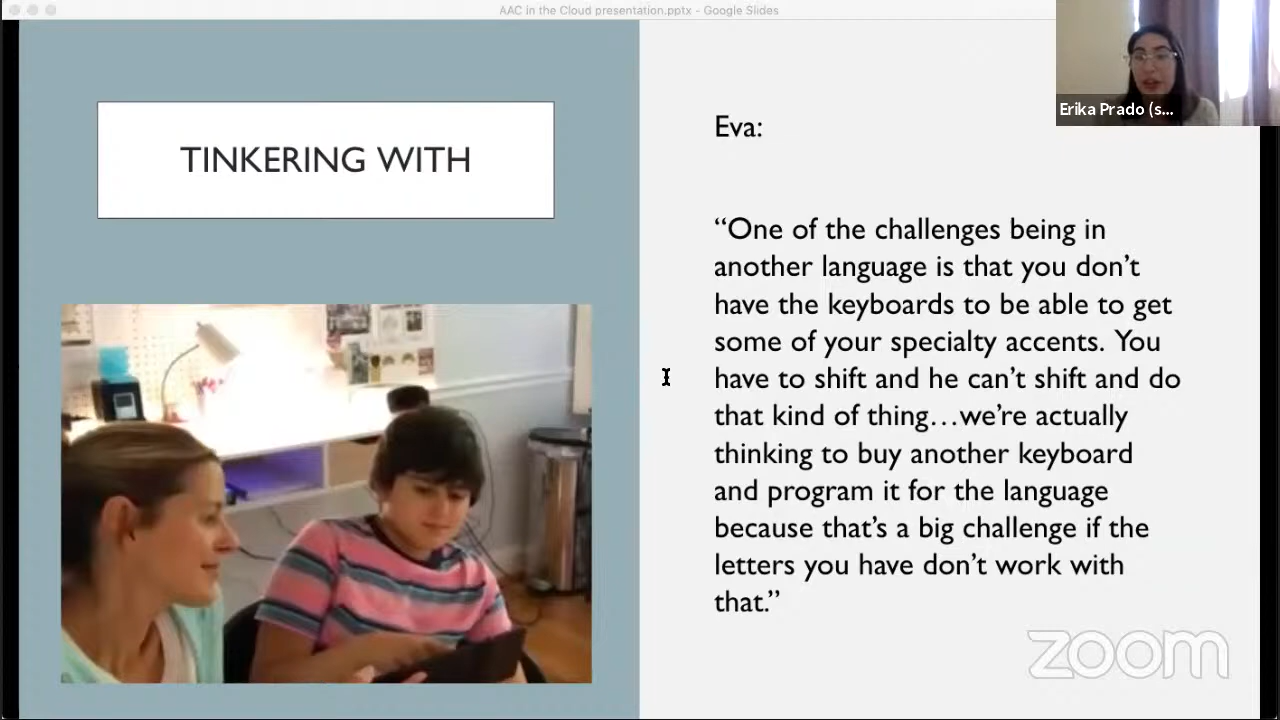 AAC in the Cloud presentation.pptx - Google Slides
Erika Prado (s...
TINKERING WITH
Eva:
“One of the challenges being in
another language is that you don’t
have the keyboards to be able to get
some of your specialty accents. You
have to shift and he can’t shift and do
that kind of thing…we’re actually
thinking to buy another keyboard
and program it for the language
because that’s a big challenge if the
letters you have don’t work with
that.”
zoom